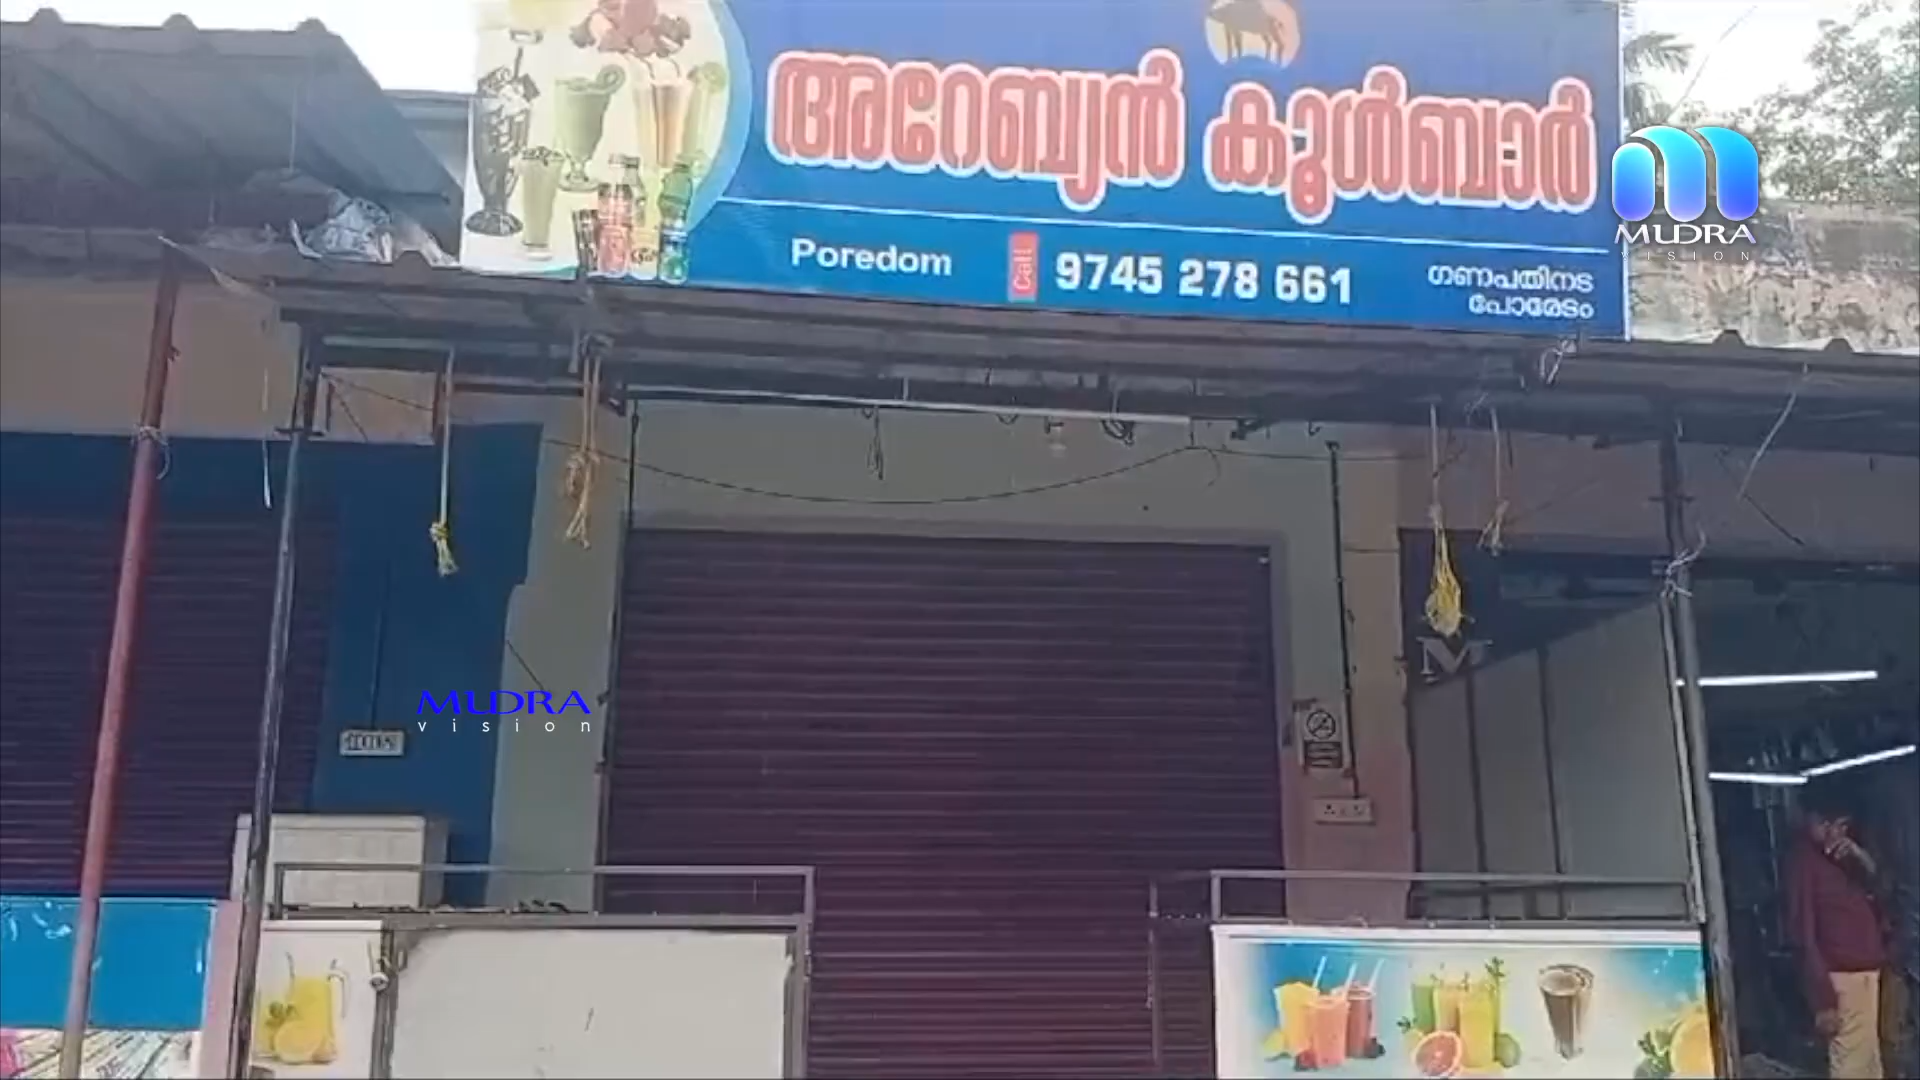 അറേബ്യൻ കൂൾബാർ
Poredom
Call 9745 278 661
ഗണപതിനട
പോരേടം
MUDRA
VISION
M
MUDRA
vision